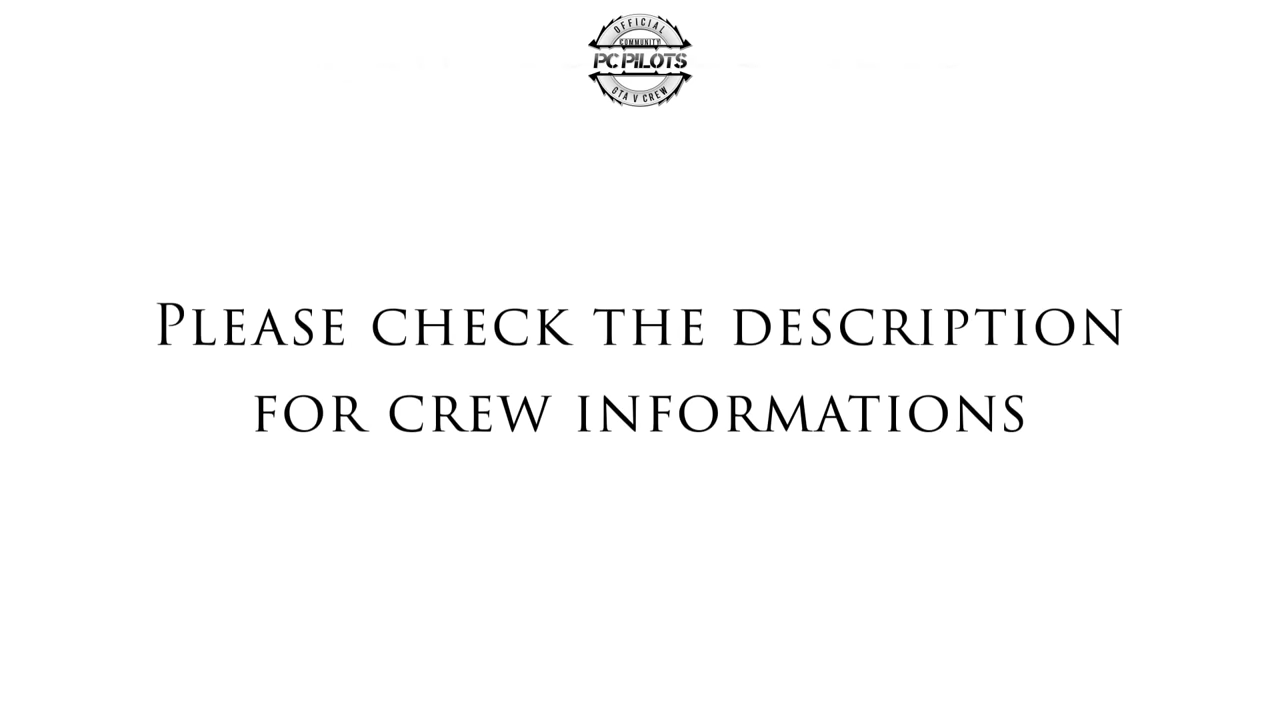 OFFICIAL
COMMUNITY
PC PILOTS
GTA V CREW
PLEASE CHECK THE DESCRIPTION
FOR CREW INFORMATIONS